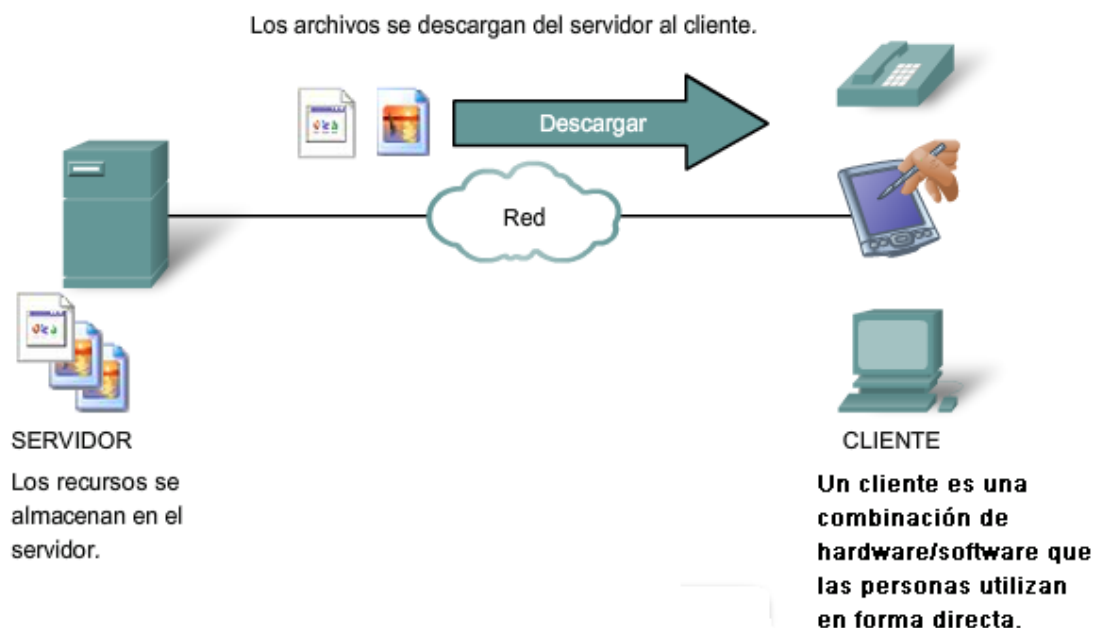 Los archivos se descargan del servidor al cliente.
Descargar
Red
SERVIDOR
Los recursos se
almacenan en el
servidor.
CLIENTE
Un cliente es una
combinación de
hardware/software que
las personas utilizan
en forma directa.